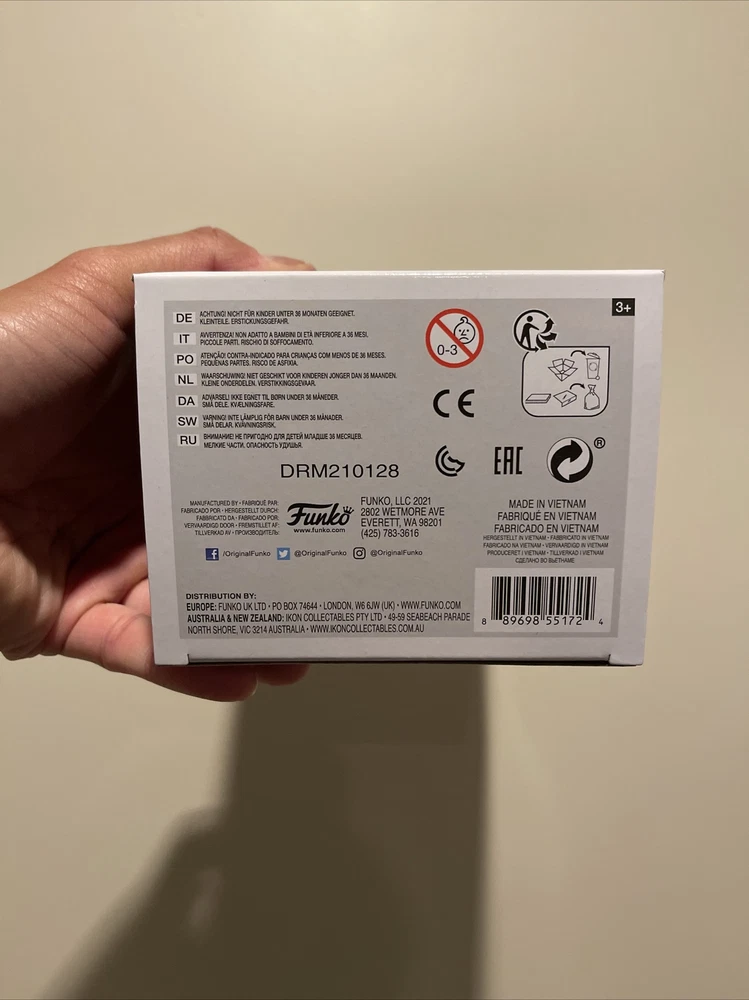 3+
DE ACHTUNG! NICHT FÜR KINDER UNTER 36 MONATEN GEEIGNET.
KLEINTEILE. ERSTICKUNGSGEFAHR.
IT AVVERTENZA! NON ADATTO A BAMBINI DI ETÀ INFERIORE A 36 MESI.
PICCOLE PARTI. RISCHIO DI SOFFOCAMENTO.
PO ATENÇÃO! CONTRA-INDICADO PARA CRIANÇAS COM MENOS DE 36 MESES.
PEQUENAS PARTES. RISCO DE ASFIXIA.
NL WAARSCHUWING! NIET GESCHIKT VOOR KINDEREN JONGER DAN 36 MAANDEN.
KLEINE ONDERDELEN. VERSTIKKINGSGEVAAR.
DA ADVARSEL! IKKE EGNET TIL BØRN UNDER 36 MÅNEDER.
SMÅ DELE. KVÆLNINGSFARE.
SW VARNING! INTE LÄMPLIG FÖR BARN UNDER 36 MÅNADER.
SMÅ DELAR. KVÄVNINGSRISK.
RU ВНИМАНИЕ! НЕ ПРИГОДНО ДЛЯ ДЕТЕЙ МЛАДШЕ 36 МЕСЯЦЕВ.
МЕЛКИЕ ЧАСТИ. ОПАСНОСТЬ УДУШЬЯ.
0-3
CE
EAC
®
DRM210128
MANUFACTURED BY • FABRIQUÉ PAR:
FABRICADO POR • HERGESTELLT DURCH:
FABBRICATO DA • FABRICADO POR:
VERVAARDIGD DOOR • FREMSTILLET AF:
TILLVERKAD AV • ПРОИЗВОДИТЕЛЬ:
Funko
www.funko.com
FUNKO, LLC 2021
2802 WETMORE AVE
EVERETT, WA 98201
(425) 783-3616
MADE IN VIETNAM
FABRIQUÉ EN VIETNAM
FABRICADO EN VIETNAM
HERGESTELLT IN VIETNAM • FABBRICATO IN VIETNAM
FABRICADO NA VIETNAM • VERVAARDIGD IN VIETNAM
PRODUCERET I VIETNAM • TILLVERKAD I VIETNAM
СДЕЛАНО ВО ВЬЕТНАМЕ
/OriginalFunko @OriginalFunko @OriginalFunko
DISTRIBUTION BY:
EUROPE: FUNKO UK LTD • PO BOX 74644 • LONDON, W6 6JW (UK) • WWW.FUNKO.COM
AUSTRALIA & NEW ZEALAND: IKON COLLECTABLES PTY LTD • 49-59 SEABEACH PARADE
NORTH SHORE, VIC 3214 AUSTRALIA • WWW.IKONCOLLECTABLES.COM.AU
8 89698 55172 4